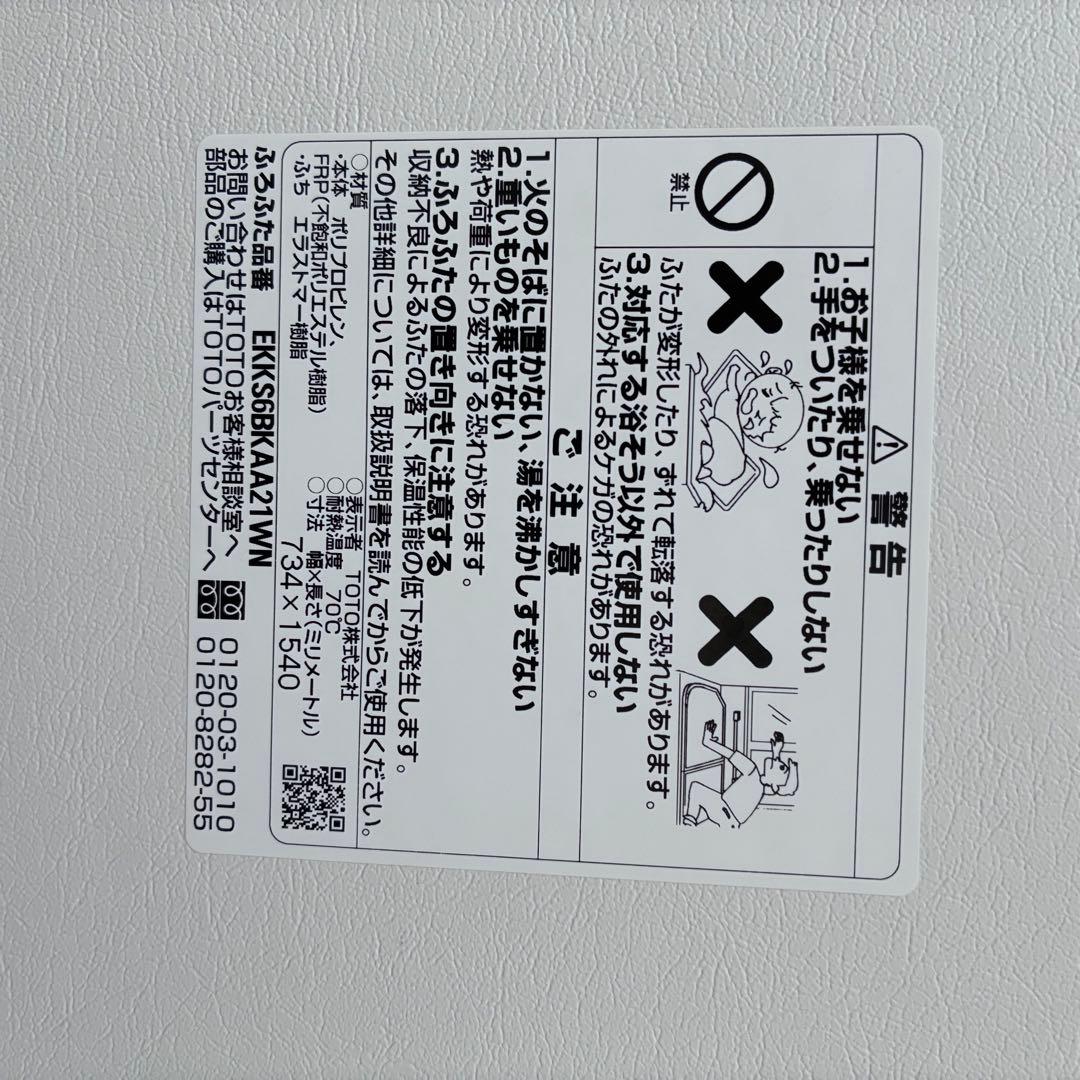 警告
禁止
1.お子様を乗せない
2.手をついたり、乗ったりしない
ふたが変形したり、ずれて転落する恐れがあります。
3.対応する浴そう以外で使用しない
ふたの外れによるケガの恐れがあります。
ご注意
1.火のそばに置かない、湯を沸かしすぎない
2.重いものを乗せない
熱や荷重により変形する恐れがあります。
3.ふろふたの置き向きに注意する
収納不良によるふたの落下、保温性能の低下が発生します。
その他詳細については、取扱説明書を読んでからご使用ください。
○材質
・本体 ポリプロピレン、
FRP(不飽和ポリエステル樹脂)
・ふち エラストマー樹脂
○表示者 TOTO株式会社
○耐熱温度 70℃
○寸法 幅×長さ(ミリメートル)
734×1540
ふろふた品番 EKKS6BKAA21WN
お問い合わせはTOTOお客様相談室へ 0120-03-1010
部品のご購入はTOTOパーツセンターへ 0120-8282-55